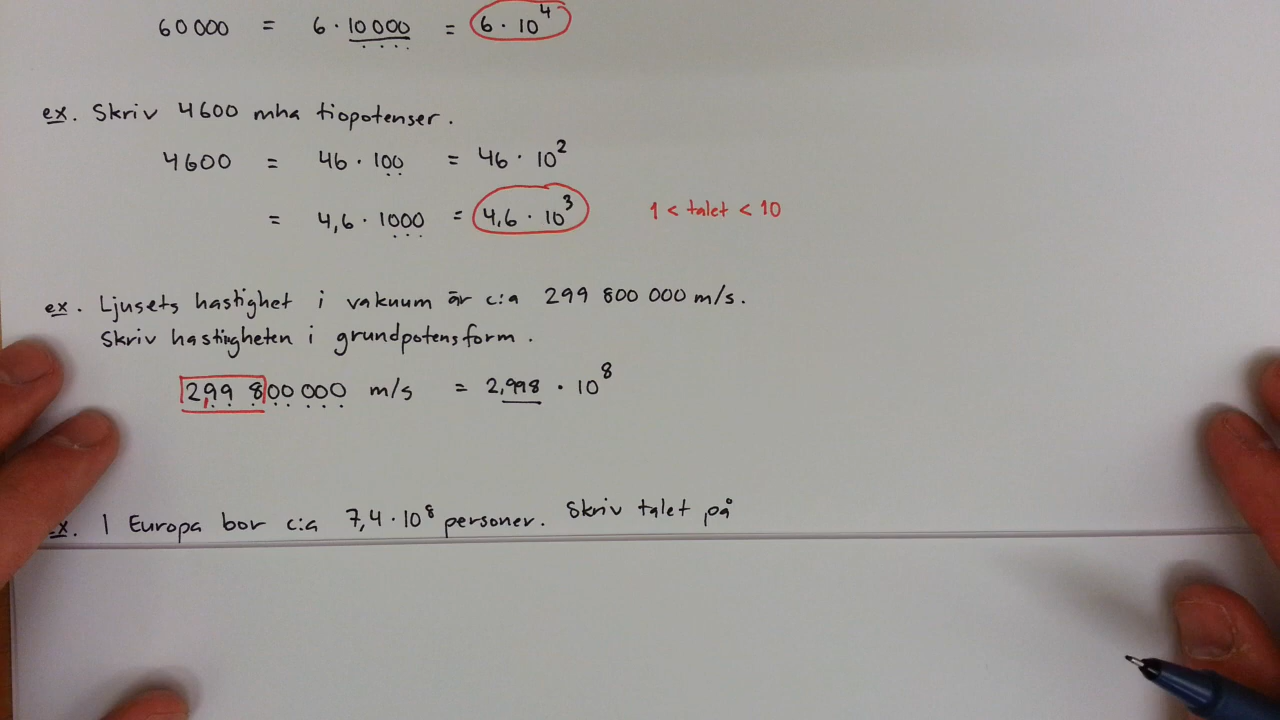 60 000 = 6 · 10 000 = 6 · 10⁴
ex. Skriv 4600 mha tiopotenser.
4600 = 46 · 100 = 46 · 10²
= 4,6 · 1000 = 4,6 · 10³ 1 < talet < 10
ex. Ljusets hastighet i vakuum är c:a 299 800 000 m/s.
Skriv hastigheten i grundpotensform.
2,99 800 000 m/s = 2,998 · 10⁸
ex. I Europa bor c:a 7,4 · 10⁸ personer. Skriv talet på